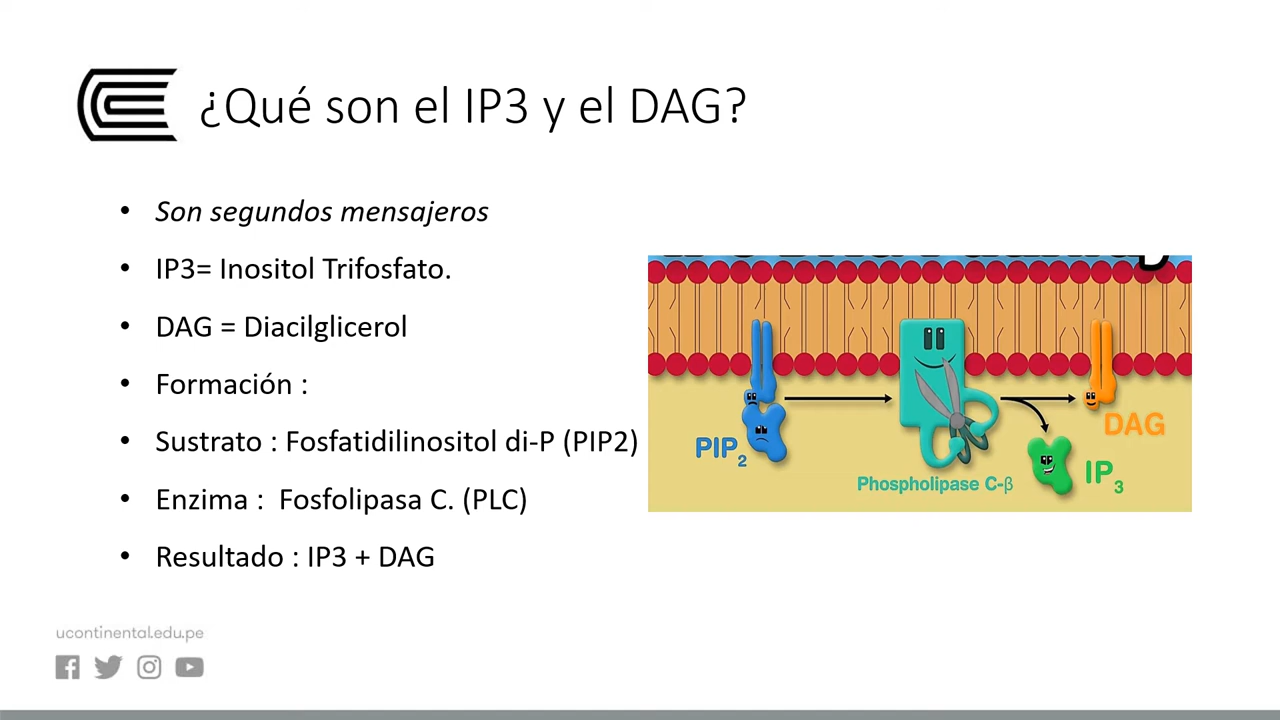 ¿Qué son el IP3 y el DAG?
• Son segundos mensajeros
• IP3= Inositol Trifosfato.
• DAG = Diacilglicerol
• Formación :
• Sustrato : Fosfatidilinositol di-P (PIP2)
• Enzima :  Fosfolipasa C. (PLC)
• Resultado : IP3 + DAG
PIP2
Phospholipase C-β
DAG
IP3
ucontinental.edu.pe